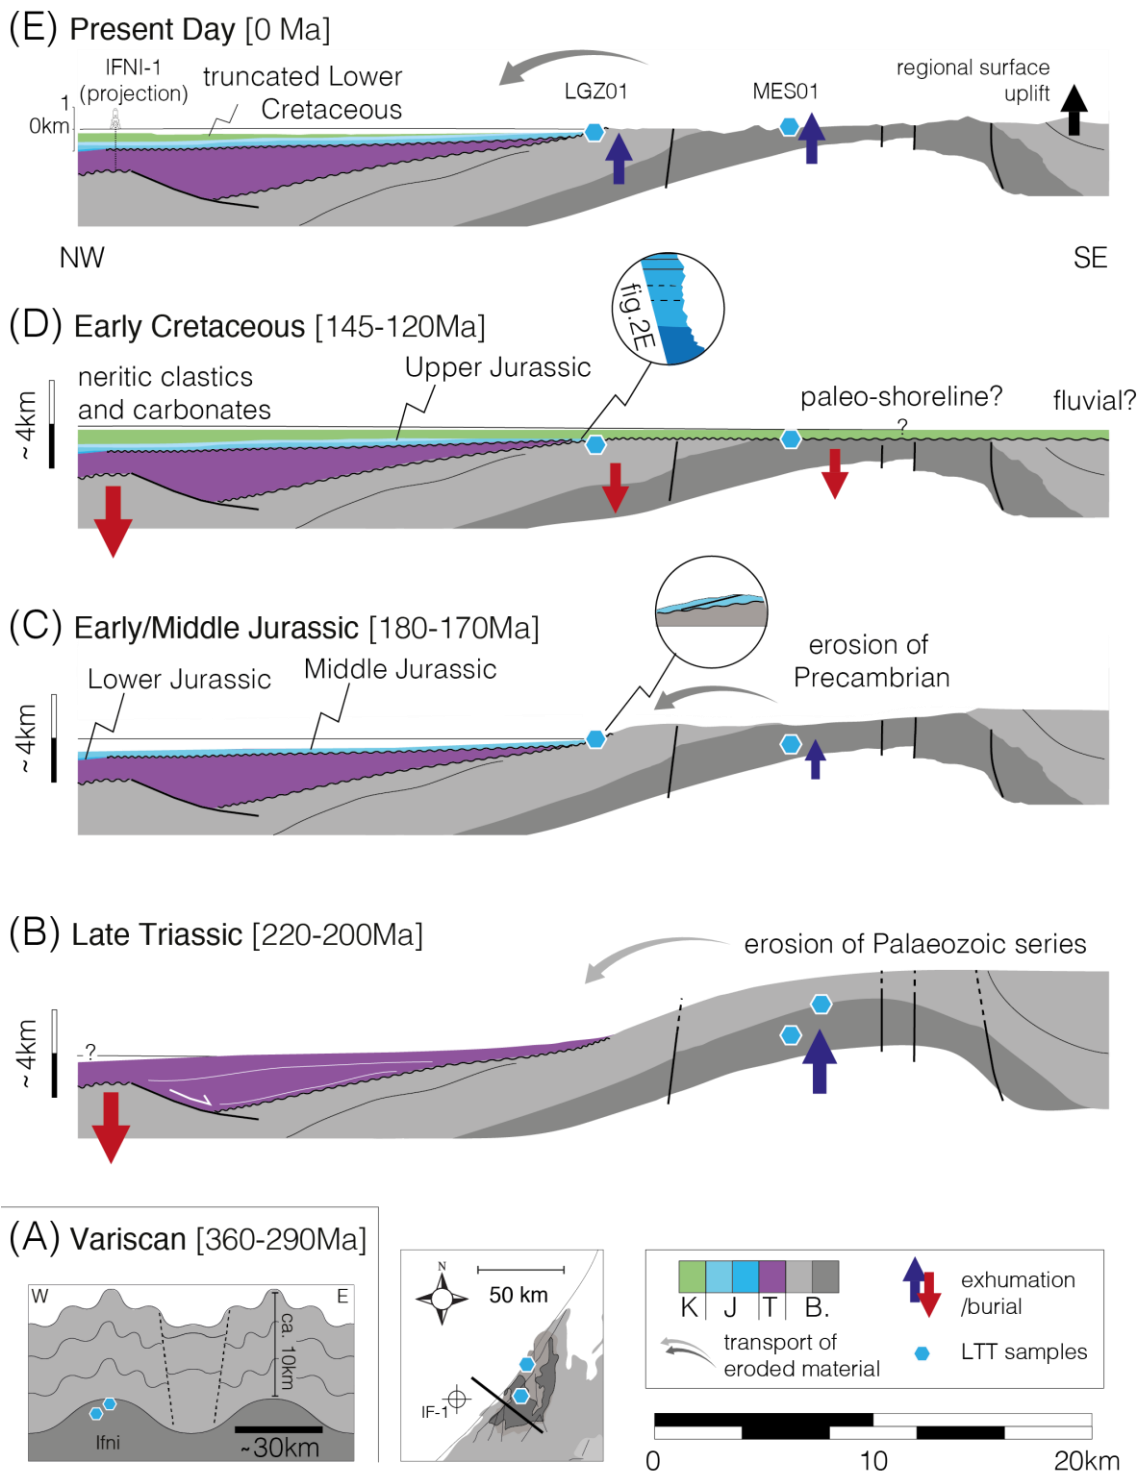 (E) Present Day [0 Ma]
IFNI-1
(projection)
truncated Lower
Cretaceous
LGZ01
MES01
regional surface
uplift
1
0km
NW
SE
fig.2E
(D) Early Cretaceous [145-120Ma]
neritic clastics
and carbonates
Upper Jurassic
paleo-shoreline?
fluvial?
?
~ 4km
(C) Early/Middle Jurassic [180-170Ma]
Lower Jurassic
Middle Jurassic
erosion of
Precambrian
~ 4km
(B) Late Triassic [220-200Ma]
erosion of Palaeozoic series
?
~ 4km
(A) Variscan [360-290Ma]
W
E
ca. 10km
Ifni
~30km
N
50 km
IF-1
K J T B.
exhumation
/burial
transport of
eroded material
LTT samples
0 10 20km